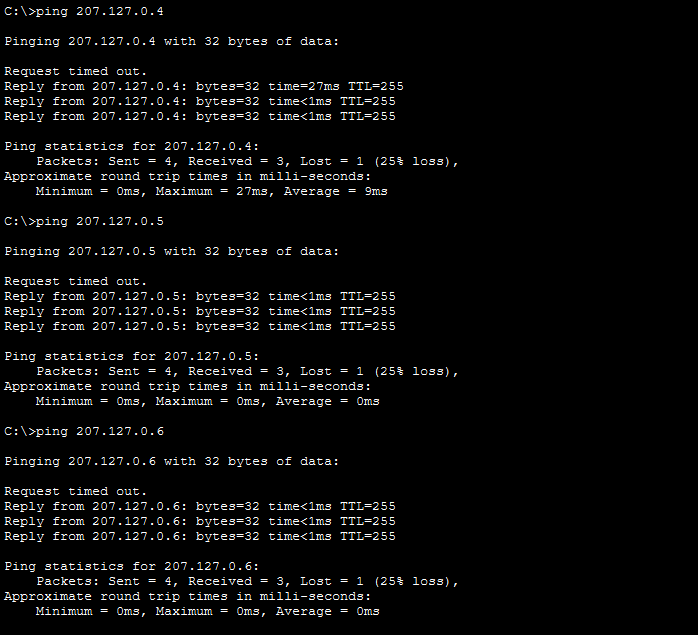 C:\>ping 207.127.0.4
Pinging 207.127.0.4 with 32 bytes of data:
Request timed out.
Reply from 207.127.0.4: bytes=32 time=27ms TTL=255
Reply from 207.127.0.4: bytes=32 time<1ms TTL=255
Reply from 207.127.0.4: bytes=32 time<1ms TTL=255
Ping statistics for 207.127.0.4:
    Packets: Sent = 4, Received = 3, Lost = 1 (25% loss),
Approximate round trip times in milli-seconds:
    Minimum = 0ms, Maximum = 27ms, Average = 9ms
C:\>ping 207.127.0.5
Pinging 207.127.0.5 with 32 bytes of data:
Request timed out.
Reply from 207.127.0.5: bytes=32 time<1ms TTL=255
Reply from 207.127.0.5: bytes=32 time<1ms TTL=255
Reply from 207.127.0.5: bytes=32 time<1ms TTL=255
Ping statistics for 207.127.0.5:
    Packets: Sent = 4, Received = 3, Lost = 1 (25% loss),
Approximate round trip times in milli-seconds:
    Minimum = 0ms, Maximum = 0ms, Average = 0ms
C:\>ping 207.127.0.6
Pinging 207.127.0.6 with 32 bytes of data:
Request timed out.
Reply from 207.127.0.6: bytes=32 time<1ms TTL=255
Reply from 207.127.0.6: bytes=32 time<1ms TTL=255
Reply from 207.127.0.6: bytes=32 time<1ms TTL=255
Ping statistics for 207.127.0.6:
    Packets: Sent = 4, Received = 3, Lost = 1 (25% loss),
Approximate round trip times in milli-seconds:
    Minimum = 0ms, Maximum = 0ms, Average = 0ms